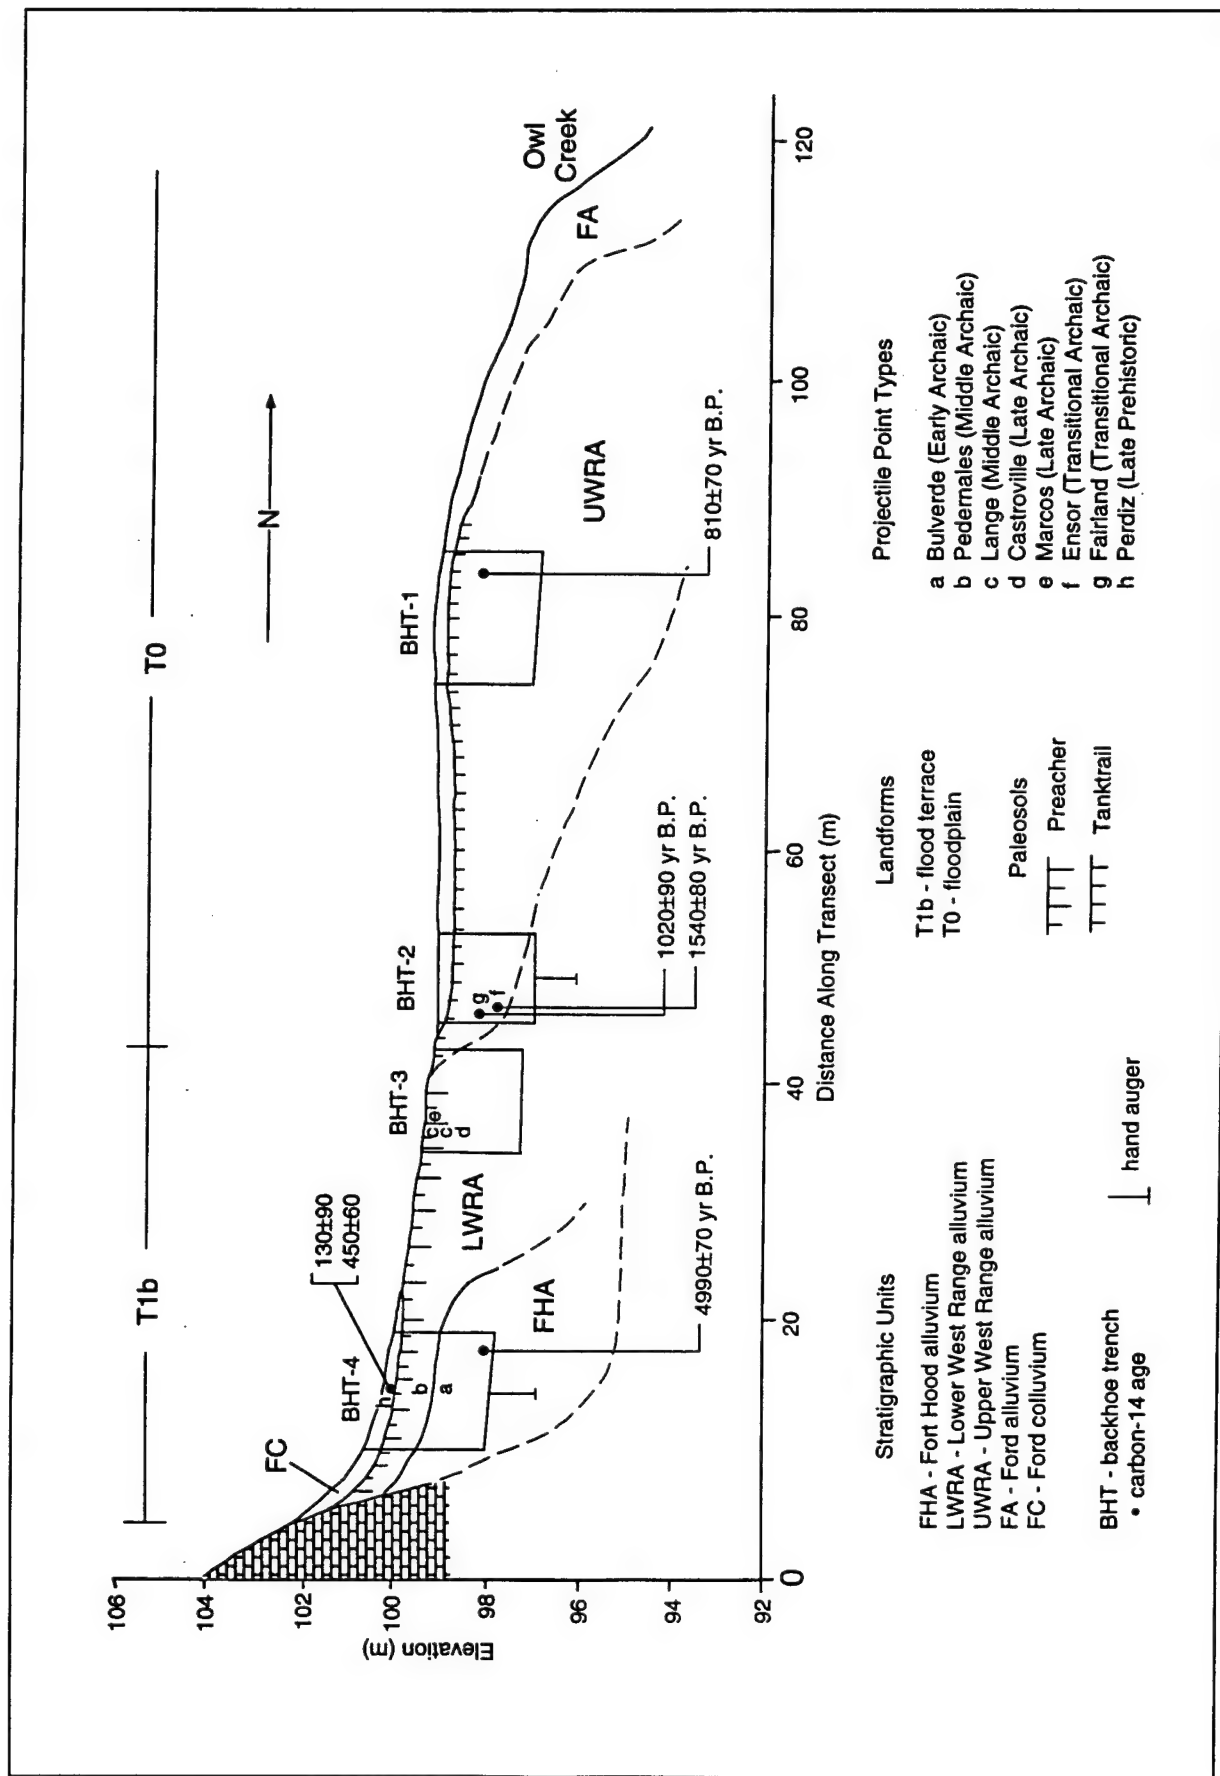 T1b
T0
N
106
104
102
100
98
96
94
92
Elevation (m)
FC
BHT-4
h
b
a
130±90
450±60
LWRA
FHA
4990±70 yr B.P.
BHT-3
c e
c
d
BHT-2
g
f
1020±90 yr B.P.
1540±80 yr B.P.
BHT-1
810±70 yr B.P.
UWRA
FA
Owl
Creek
0
20
40
60
80
100
120
Distance Along Transect (m)
Stratigraphic Units
FHA - Fort Hood alluvium
LWRA - Lower West Range alluvium
UWRA - Upper West Range alluvium
FA - Ford alluvium
FC - Ford colluvium
BHT - backhoe trench
• carbon-14 age
hand auger
Landforms
T1b - flood terrace
T0 - floodplain
Paleosols
Preacher
Tanktrail
Projectile Point Types
a Bulverde (Early Archaic)
b Pedernales (Middle Archaic)
c Lange (Middle Archaic)
d Castroville (Late Archaic)
e Marcos (Late Archaic)
f Ensor (Transitional Archaic)
g Fairland (Transitional Archaic)
h Perdiz (Late Prehistoric)